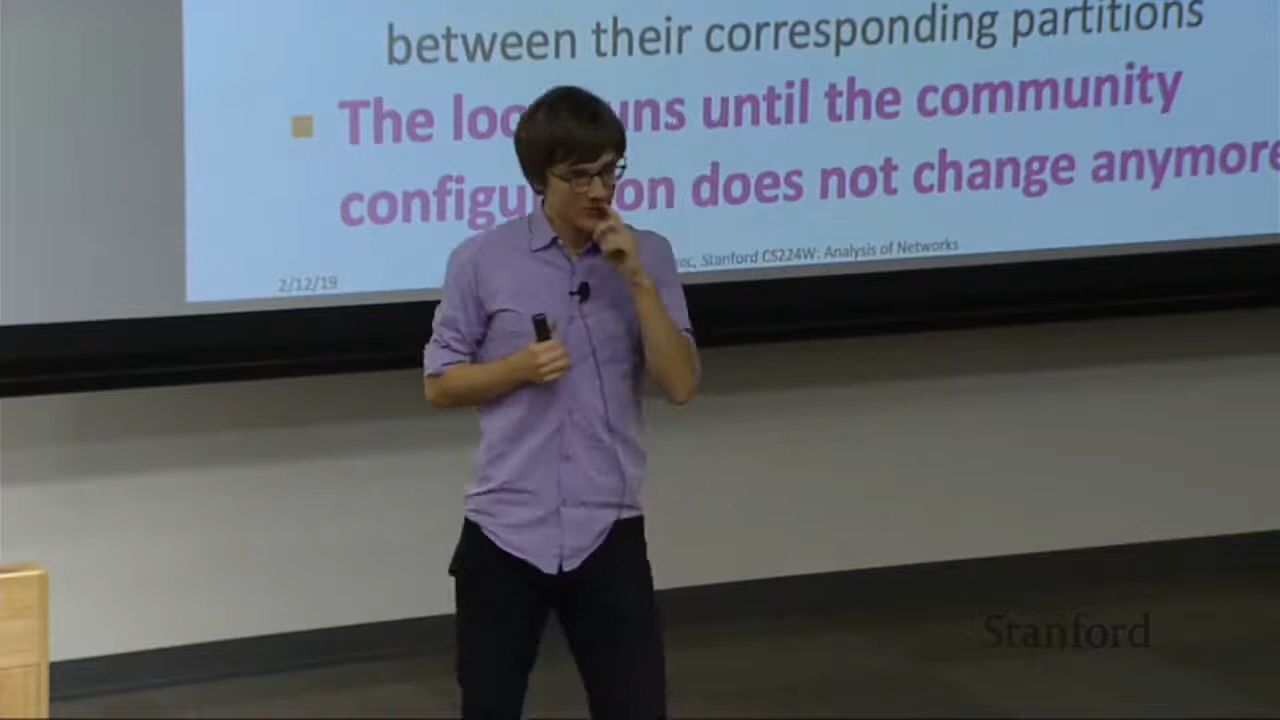 between their corresponding partitions
The loo uns until the community
configu on does not change anymore
ec, Stanford CS224W: Analysis of Networks
2/12/19
Stanford